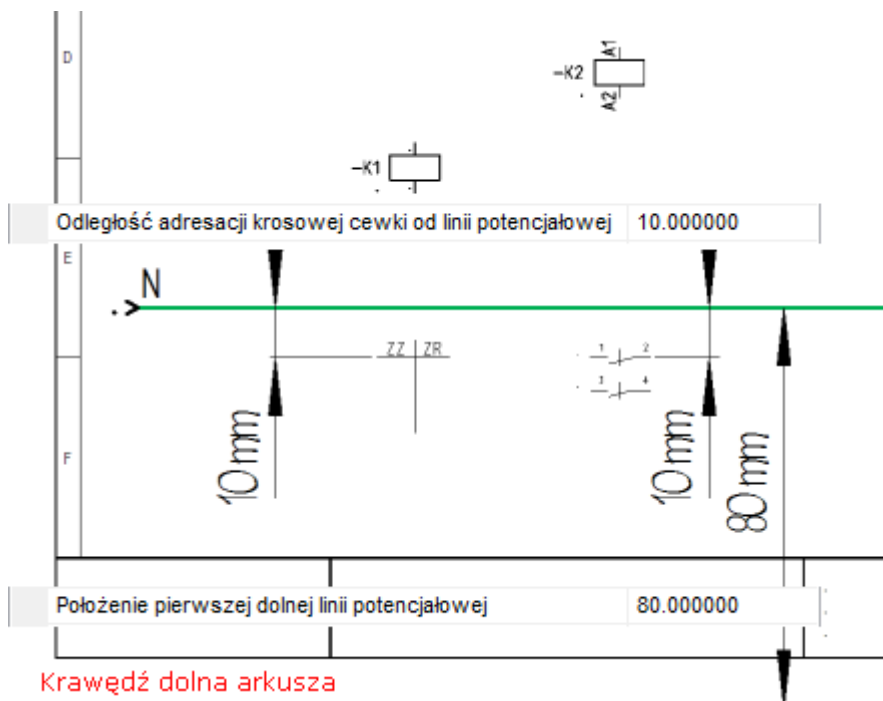 D
-K2
A1
A2
-K1
Odległość adresacji krosowej cewki od linii potencjałowej 10.000000
E
N
ZZ ZR
1 2
3 4
F
10mm
10mm
80mm
Położenie pierwszej dolnej linii potencjałowej 80.000000
Krawędź dolna arkusza